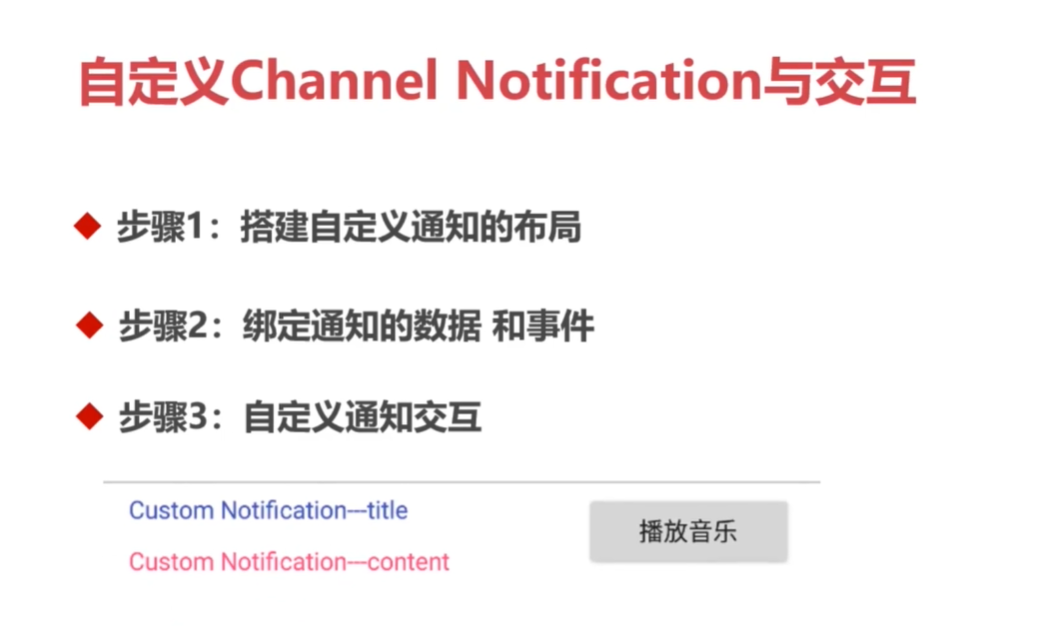 自定义Channel Notification与交互
步骤1：搭建自定义通知的布局
步骤2：绑定通知的数据 和事件
步骤3：自定义通知交互
Custom Notification---title
播放音乐
Custom Notification---content